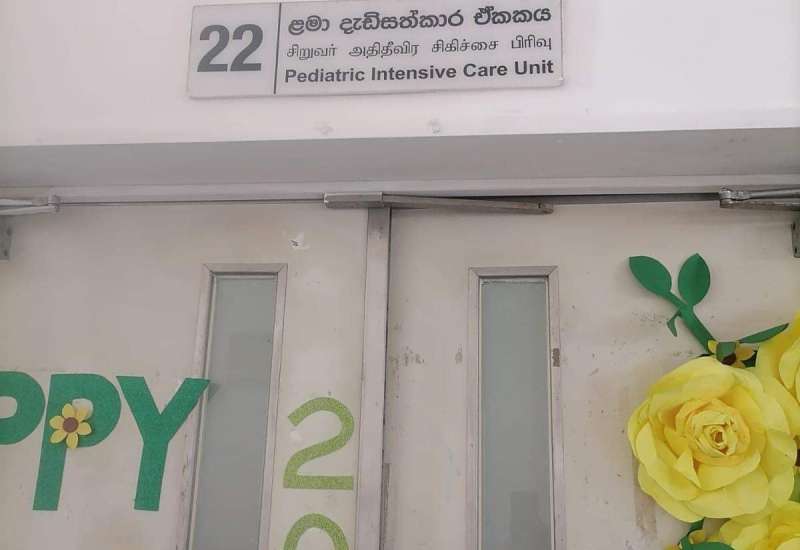 22
ළමා දැඩිසත්කාර ඒකකය
சிறுவர் அதிதீவிர சிகிச்சை பிரிவு
Pediatric Intensive Care Unit
PPY
2